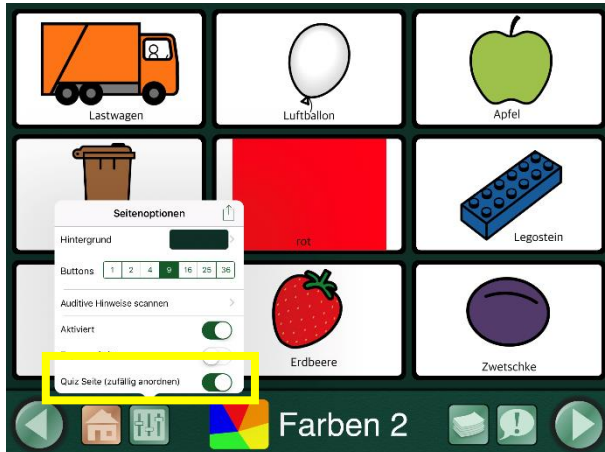 Lastwagen
Luftballon
Apfel
rot
Legostein
Erdbeere
Zwetschke
Seitenoptionen
Hintergrund
Buttons 1 2 4 9 16 25 36
Auditive Hinweise scannen
Aktiviert
Quiz Seite (zufällig anordnen)
Farben 2